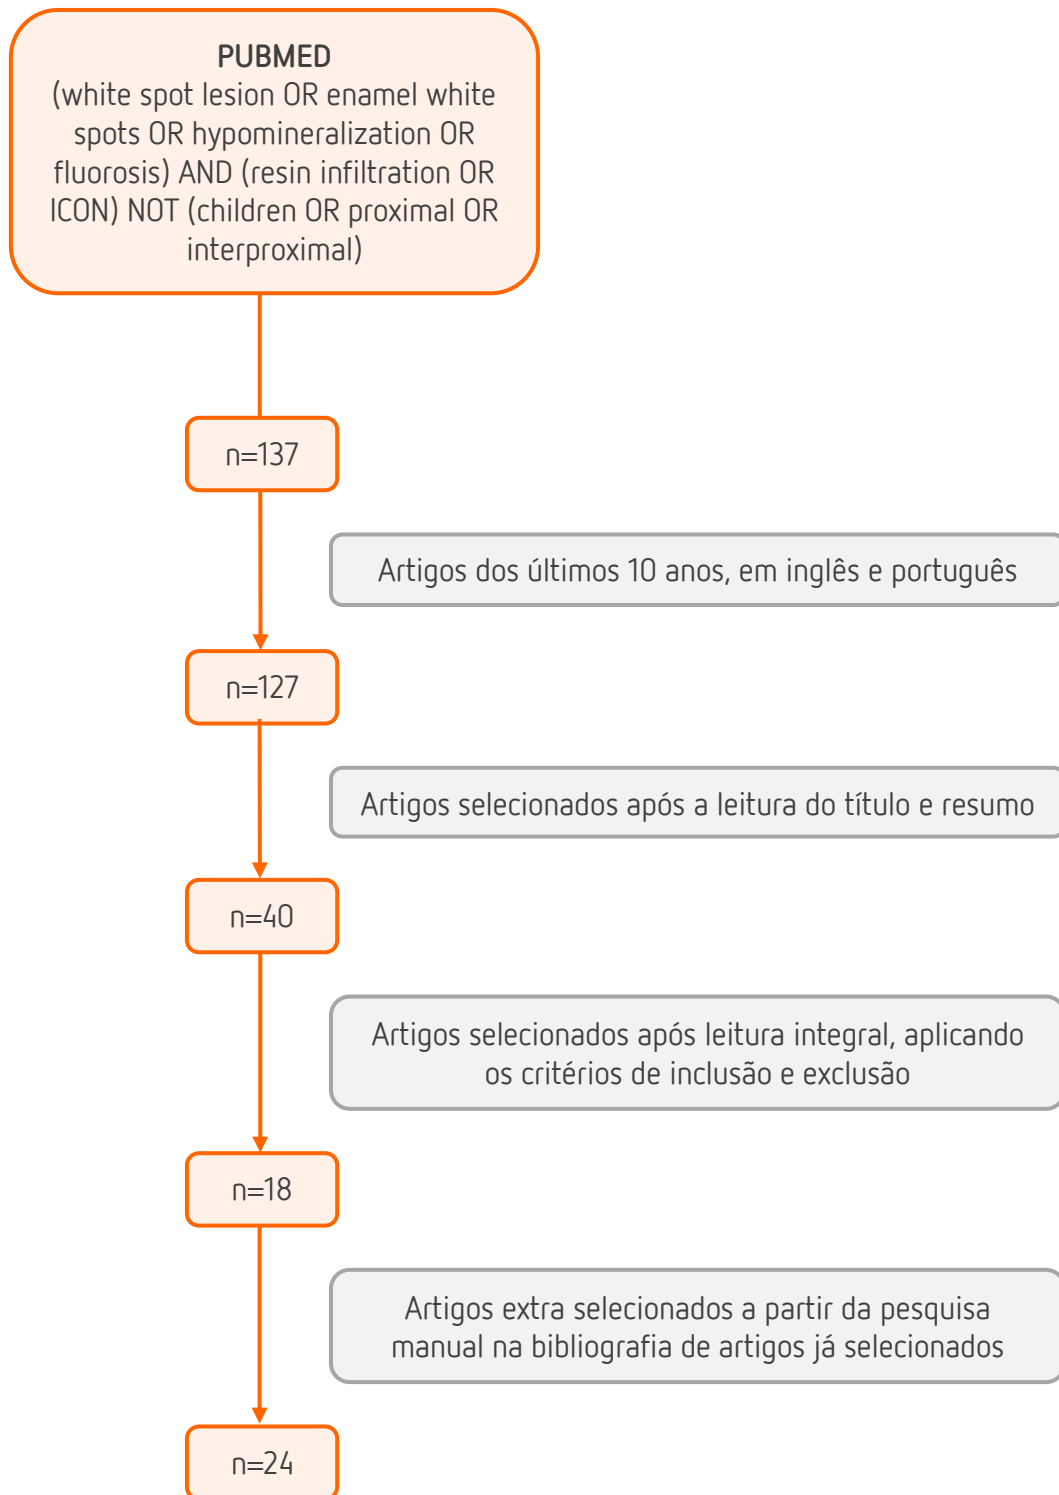 PUBMED
(white spot lesion OR enamel white
spots OR hypomineralization OR
fluorosis) AND (resin infiltration OR
ICON) NOT (children OR proximal OR
interproximal)
n=137
Artigos dos últimos 10 anos, em inglês e português
n=127
Artigos selecionados após a leitura do título e resumo
n=40
Artigos selecionados após leitura integral, aplicando
os critérios de inclusão e exclusão
n=18
Artigos extra selecionados a partir da pesquisa
manual na bibliografia de artigos já selecionados
n=24